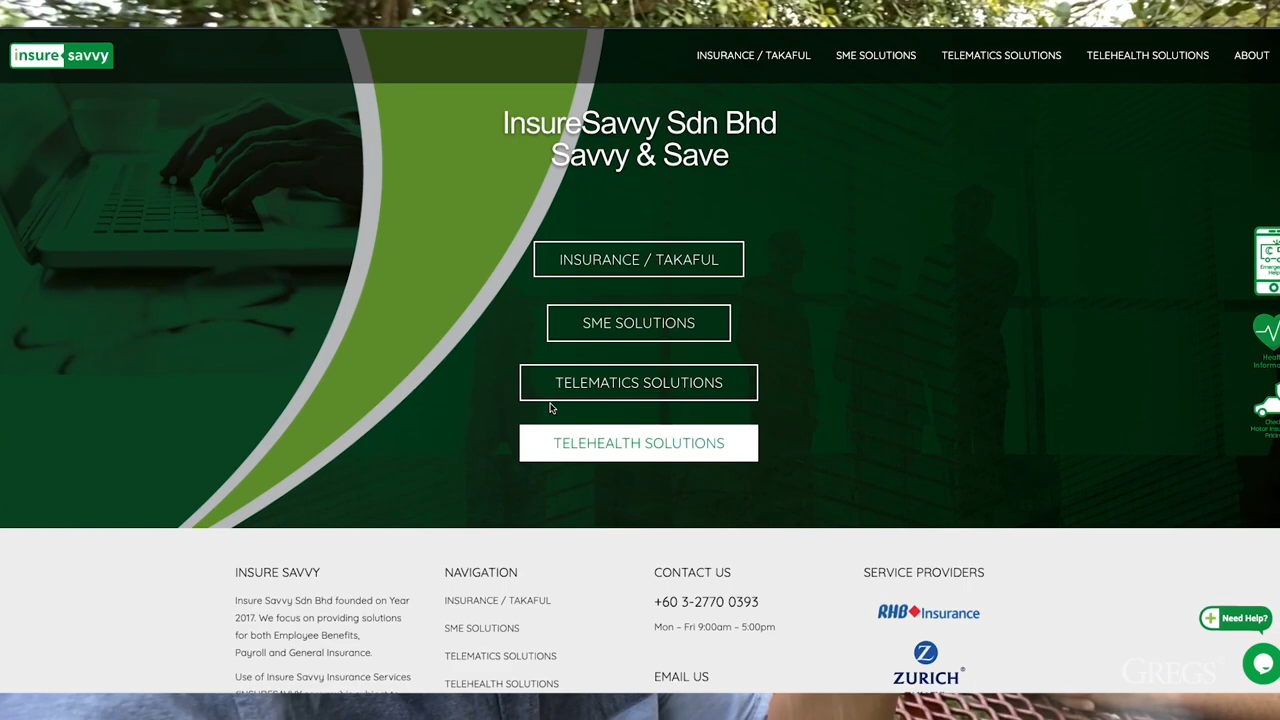 insure savvy
INSURANCE / TAKAFUL
SME SOLUTIONS
TELEMATICS SOLUTIONS
TELEHEALTH SOLUTIONS
ABOUT
InsureSavvy Sdn Bhd
Savvy & Save
INSURANCE / TAKAFUL
SME SOLUTIONS
TELEMATICS SOLUTIONS
TELEHEALTH SOLUTIONS
INSURE SAVVY
Insure Savvy Sdn Bhd founded on Year
2017. We focus on providing solutions
for both Employee Benefits,
Payroll and General Insurance.
Use of Insure Savvy Insurance Services
NAVIGATION
INSURANCE / TAKAFUL
SME SOLUTIONS
TELEMATICS SOLUTIONS
TELEHEALTH SOLUTIONS
CONTACT US
+60 3-2770 0393
Mon – Fri 9:00am – 5:00pm
EMAIL US
SERVICE PROVIDERS
RHB Insurance
Z
ZURICH
Need Help?
GREGS